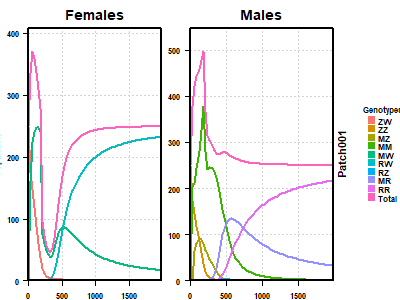 Females
Males
400
300
200
100
0
0
500
1000
1500
500
400
300
200
100
0
0
500
1000
1500
Patch001
Genotypes
ZW
ZZ
MZ
MM
MW
RW
RZ
MR
RR
Total